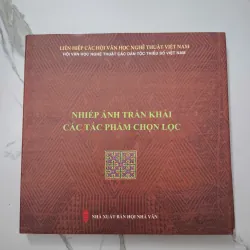 LIÊN HIỆP CÁC HỘI VĂN HỌC NGHỆ THUẬT VIỆT NAM
HỘI VĂN HỌC NGHỆ THUẬT CÁC DÂN TỘC THIỂU SỐ VIỆT NAM
NHIẾP ẢNH TRẦN KHẢI
CÁC TÁC PHẨM CHỌN LỌC
NHÀ XUẤT BẢN HỘI NHÀ VĂN